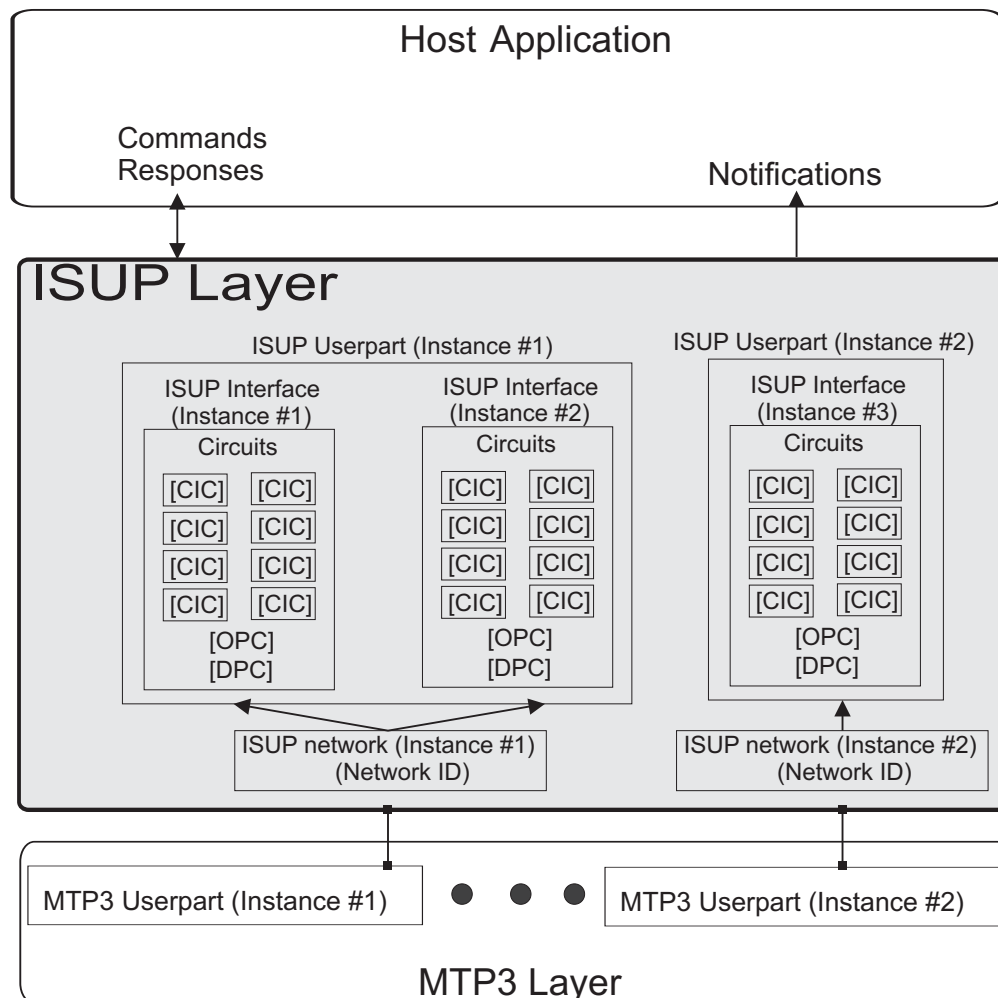 Host Application
Commands
Responses
Notifications
ISUP Layer
ISUP Userpart (Instance #1)
ISUP Interface
(Instance #1)
Circuits
[CIC] [CIC]
[CIC] [CIC]
[CIC] [CIC]
[CIC] [CIC]
[OPC]
[DPC]
ISUP Interface
(Instance #2)
Circuits
[CIC] [CIC]
[CIC] [CIC]
[CIC] [CIC]
[CIC] [CIC]
[OPC]
[DPC]
ISUP Userpart (Instance #2)
ISUP Interface
(Instance #3)
Circuits
[CIC] [CIC]
[CIC] [CIC]
[CIC] [CIC]
[CIC] [CIC]
[OPC]
[DPC]
ISUP network (Instance #1)
(Network ID)
ISUP network (Instance #2)
(Network ID)
MTP3 Userpart (Instance #1)
MTP3 Userpart (Instance #2)
MTP3 Layer